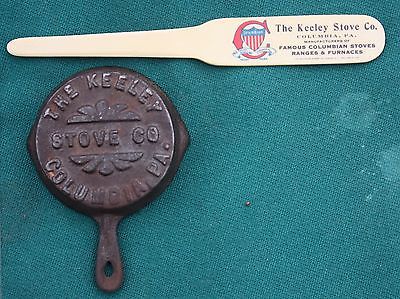 The Keeley Stove Co.
COLUMBIA, PA.
MANUFACTURERS OF
FAMOUS COLUMBIAN STOVES
RANGES & FURNACES
THE KEELEY
STOVE CO
COLUMBIA PA.